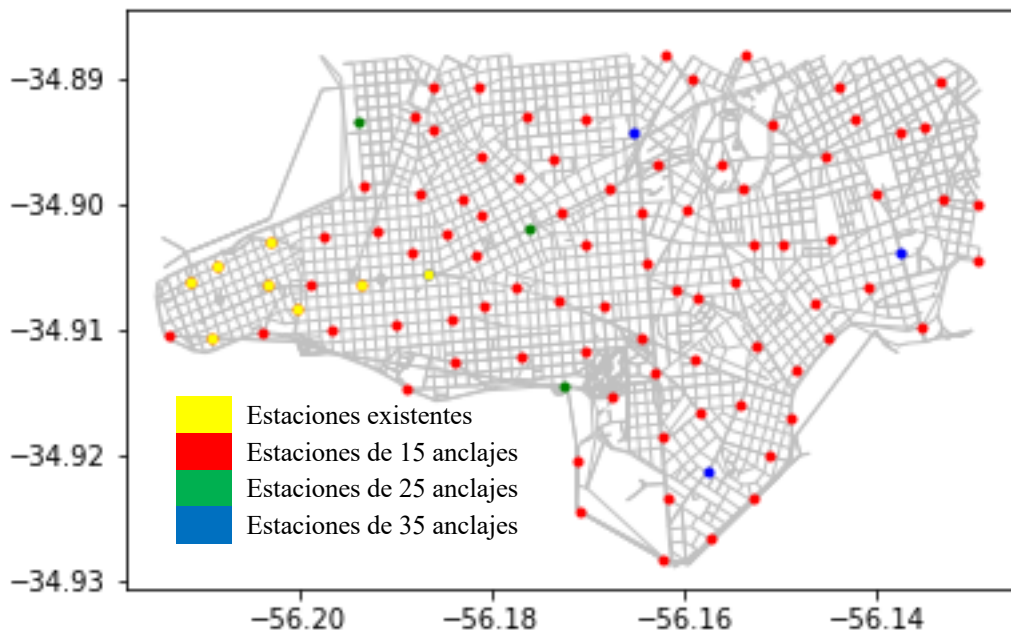 −34.89
−34.90
−34.91
−34.92
−34.93
Estaciones existentes
Estaciones de 15 anclajes
Estaciones de 25 anclajes
Estaciones de 35 anclajes
−56.20 −56.18 −56.16 −56.14